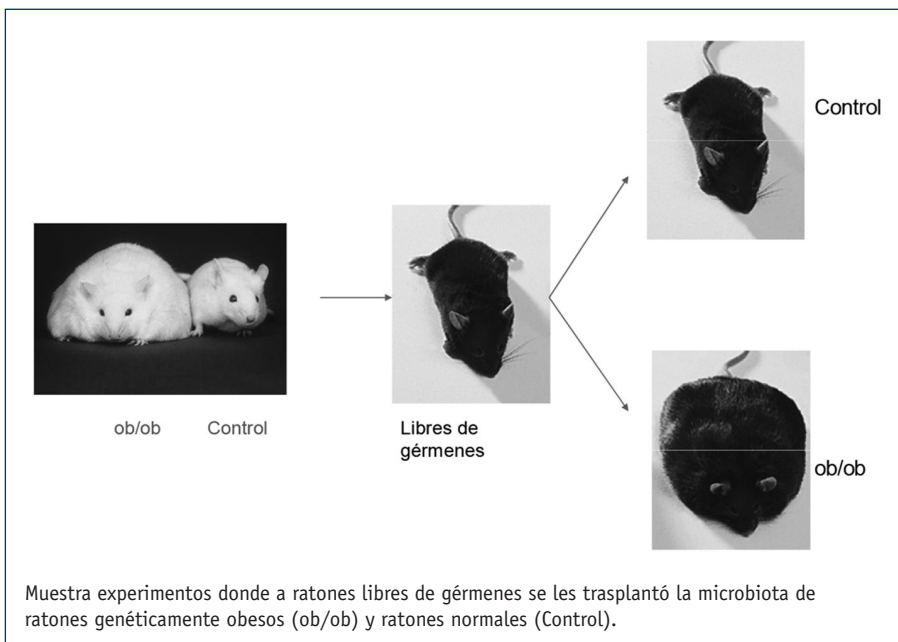 Control
ob/ob Control
Libres de
gérmenes
ob/ob
Muestra experimentos donde a ratones libres de gérmenes se les trasplantó la microbiota de
ratones genéticamente obesos (ob/ob) y ratones normales (Control).